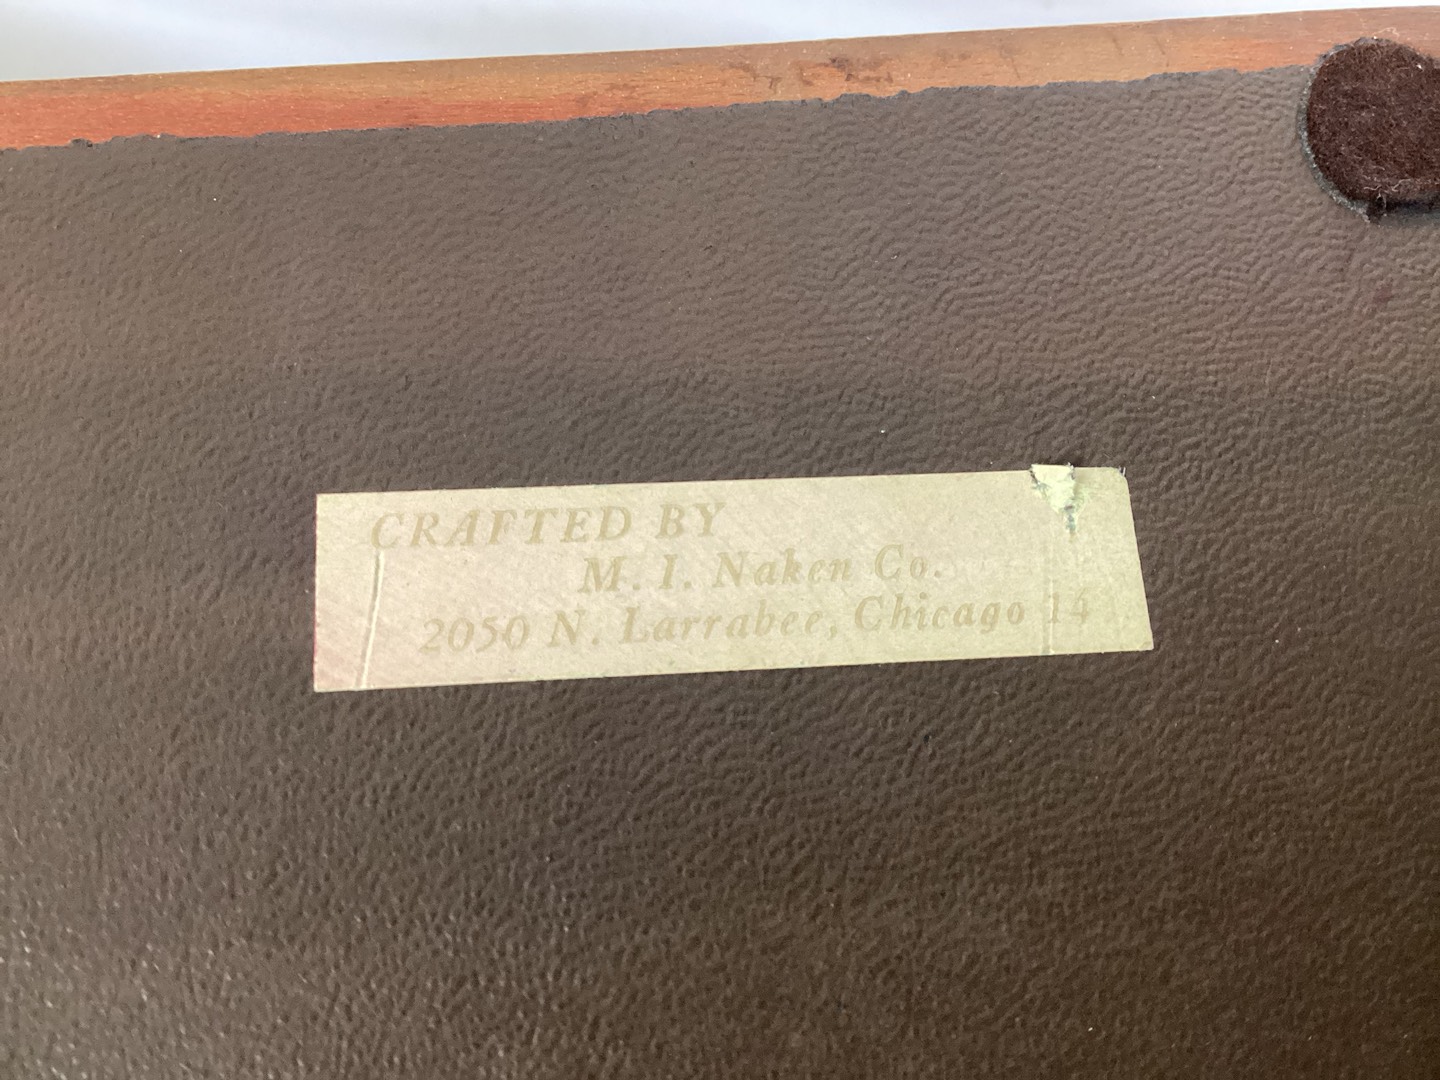 CRAFTED BY
M. I. Naken Co.
2050 N. Larrabee, Chicago 14